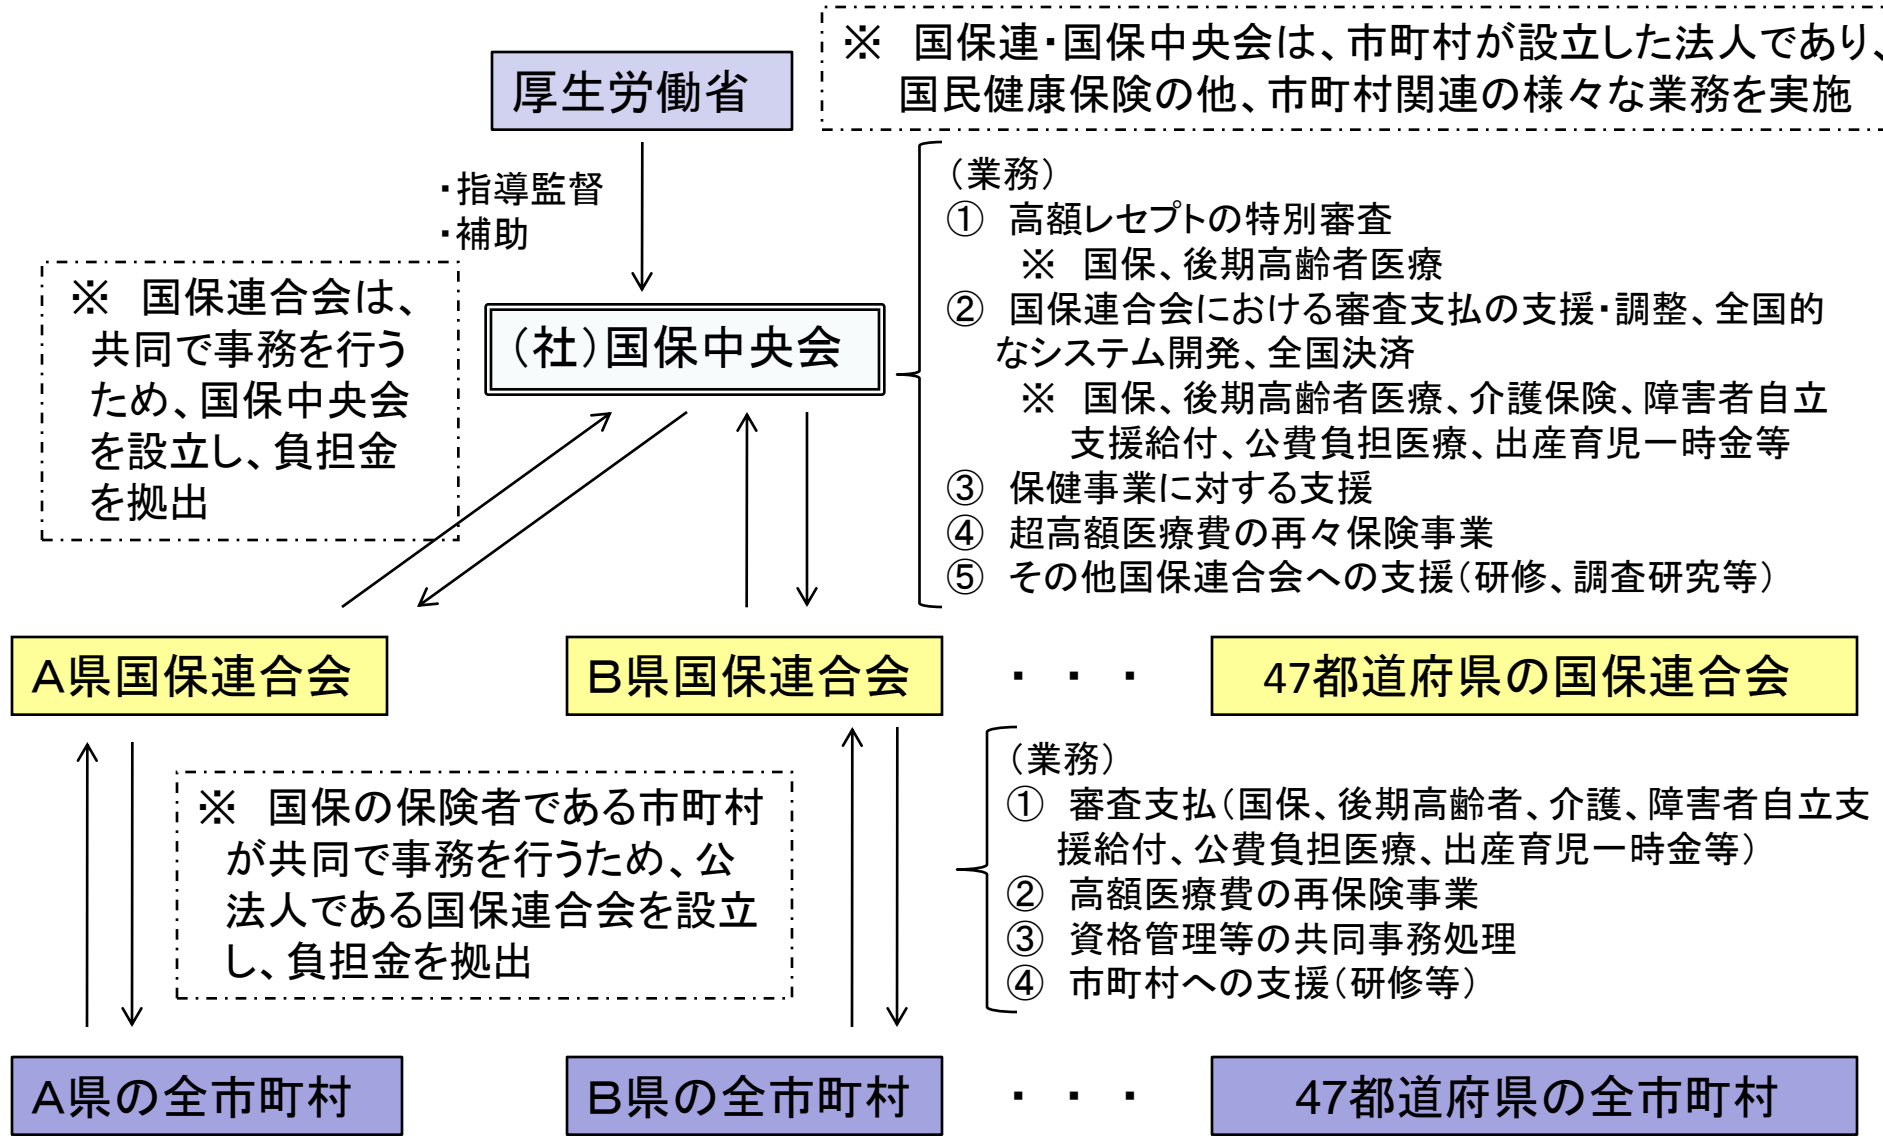 ※　国保連・国保中央会は、市町村が設立した法人であり、
国民健康保険の他、市町村関連の様々な業務を実施
厚生労働省
・指導監督
・補助
※　国保連合会は、
共同で事務を行う
ため、国保中央会
を設立し、負担金
を拠出
（社）国保中央会
（業務）
①　高額レセプトの特別審査
※　国保、後期高齢者医療
②　国保連合会における審査支払の支援・調整、全国的
なシステム開発、全国決済
※　国保、後期高齢者医療、介護保険、障害者自立
支援給付、公費負担医療、出産育児一時金等
③　保健事業に対する支援
④　超高額医療費の再々保険事業
⑤　その他国保連合会への支援（研修、調査研究等）
Ａ県国保連合会
Ｂ県国保連合会
・　・　・
47都道府県の国保連合会
※　国保の保険者である市町村
が共同で事務を行うため、公
法人である国保連合会を設立
し、負担金を拠出
（業務）
①　審査支払（国保、後期高齢者、介護、障害者自立支
援給付、公費負担医療、出産育児一時金等）
②　高額医療費の再保険事業
③　資格管理等の共同事務処理
④　市町村への支援（研修等）
Ａ県の全市町村
Ｂ県の全市町村
・　・　・
47都道府県の全市町村